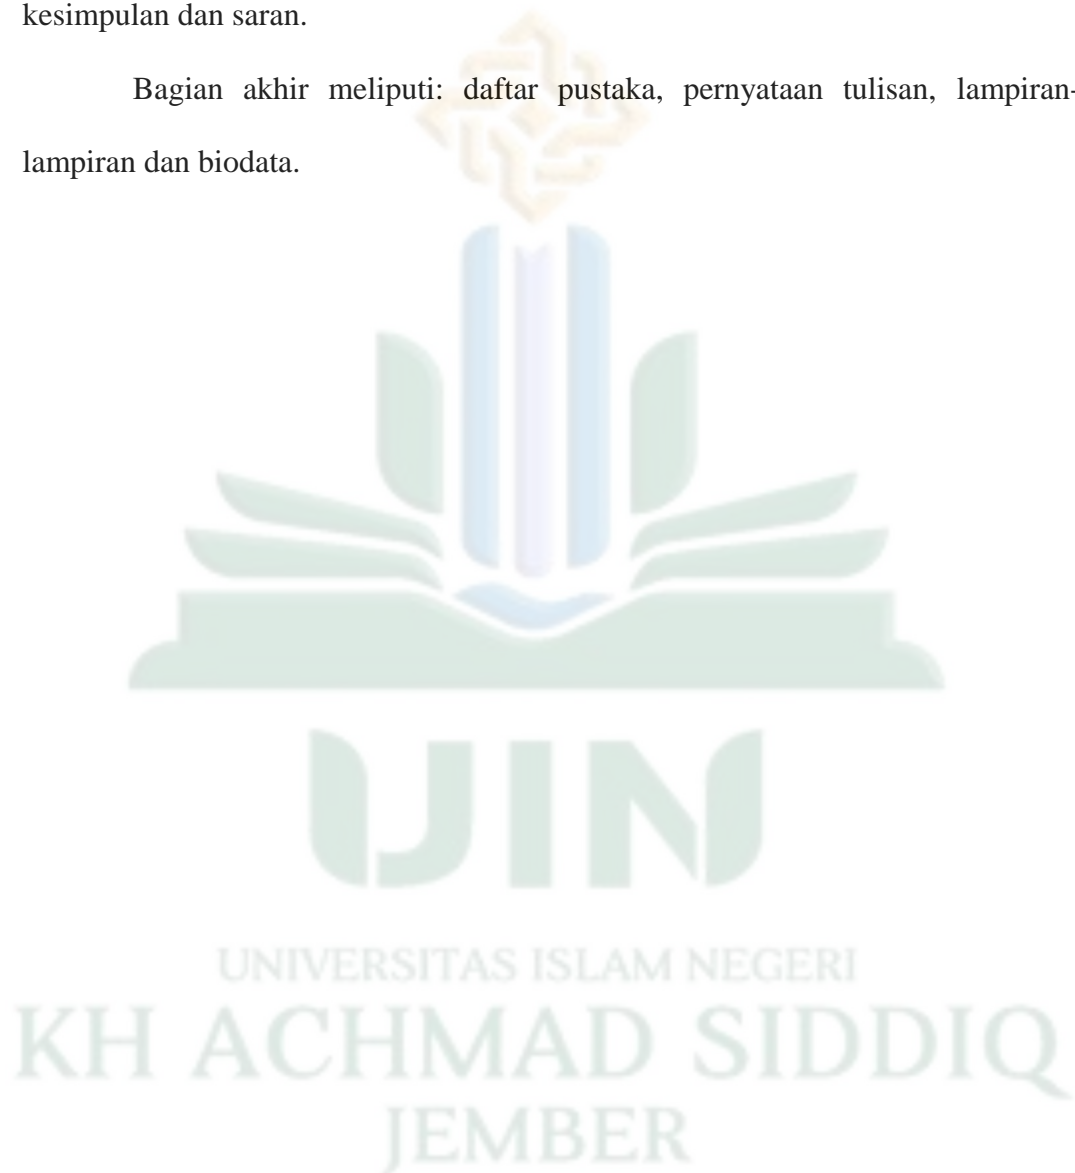 kesimpulan dan saran.
Bagian akhir meliputi: daftar pustaka, pernyataan tulisan, lampiran-
lampiran dan biodata.
UIN
UNIVERSITAS ISLAM NEGERI
KH ACHMAD SIDDIQ
JEMBER